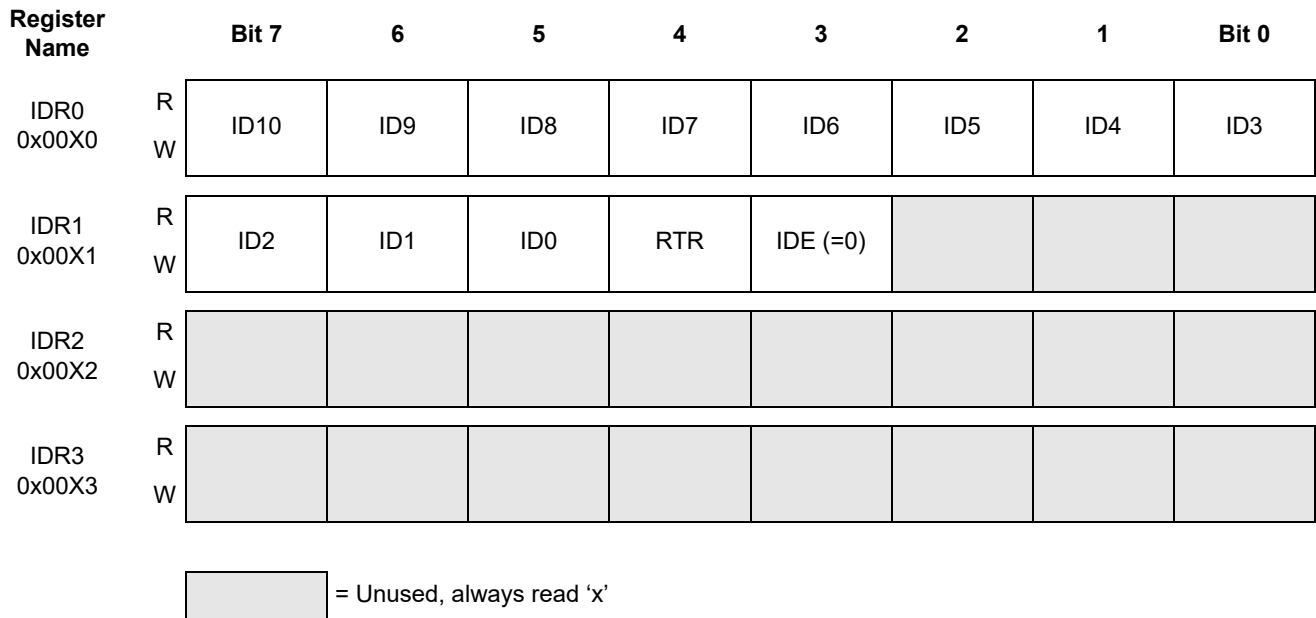 Register Name Bit 7 6 5 4 3 2 1 Bit 0
IDR0 0x00X0 R W ID10 ID9 ID8 ID7 ID6 ID5 ID4 ID3
IDR1 0x00X1 R W ID2 ID1 ID0 RTR IDE (=0)
IDR2 0x00X2 R W
IDR3 0x00X3 R W
= Unused, always read ‘x’